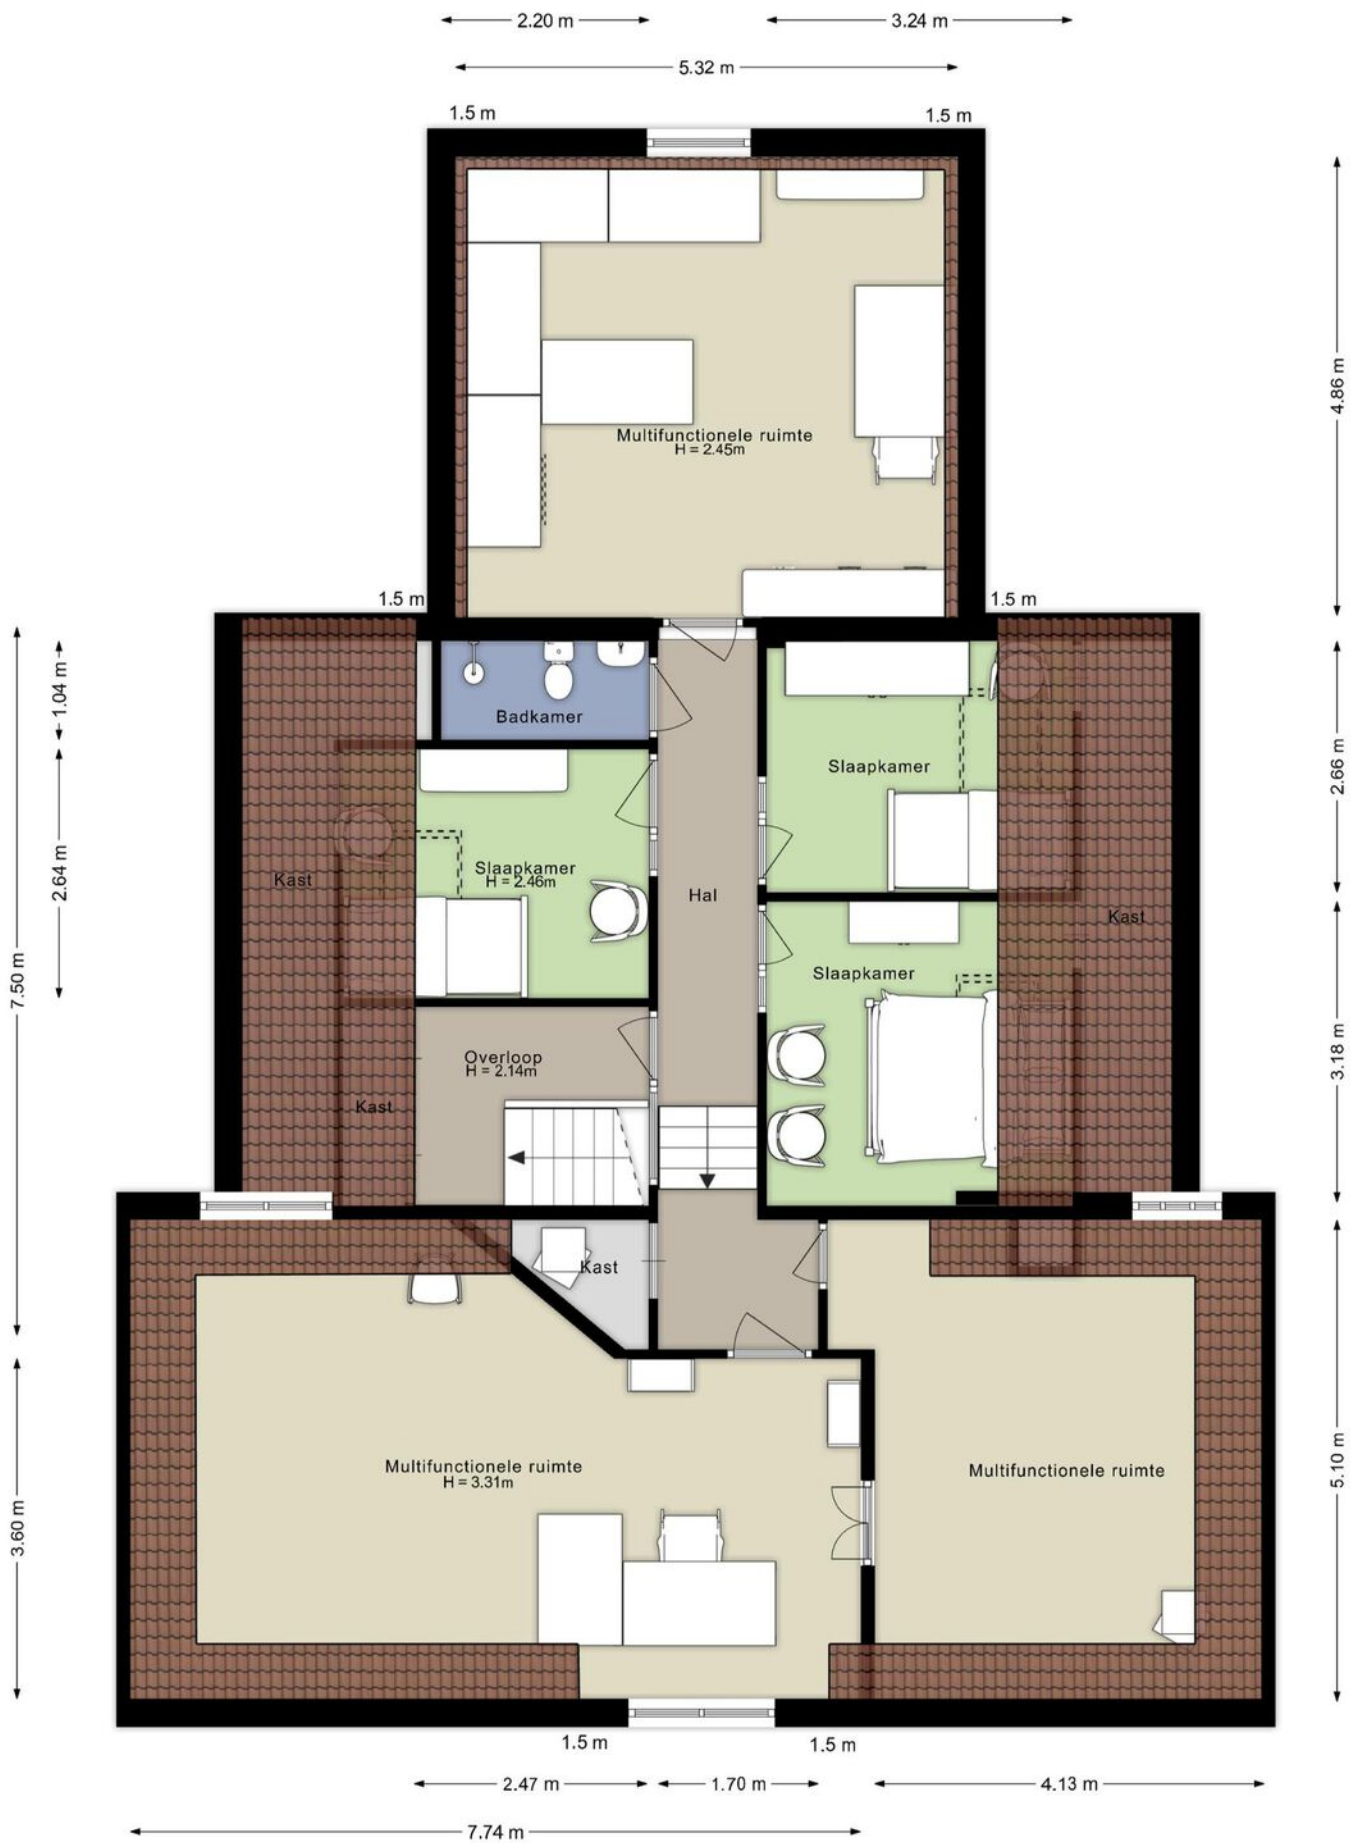 2.20 m
3.24 m
5.32 m
1.5 m
1.5 m
4.86 m
Multifunctionele ruimte
H = 2.45m
1.5 m
1.5 m
1.04 m
Badkamer
2.66 m
Slaapkamer
2.64 m
7.50 m
Kast
Slaapkamer
H = 2.46m
Hal
Kast
Slaapkamer
3.18 m
Overloop
H = 2.14m
Kast
Kast
Multifunctionele ruimte
H = 3.31m
Multifunctionele ruimte
5.10 m
3.60 m
1.5 m
1.5 m
2.47 m
1.70 m
4.13 m
7.74 m